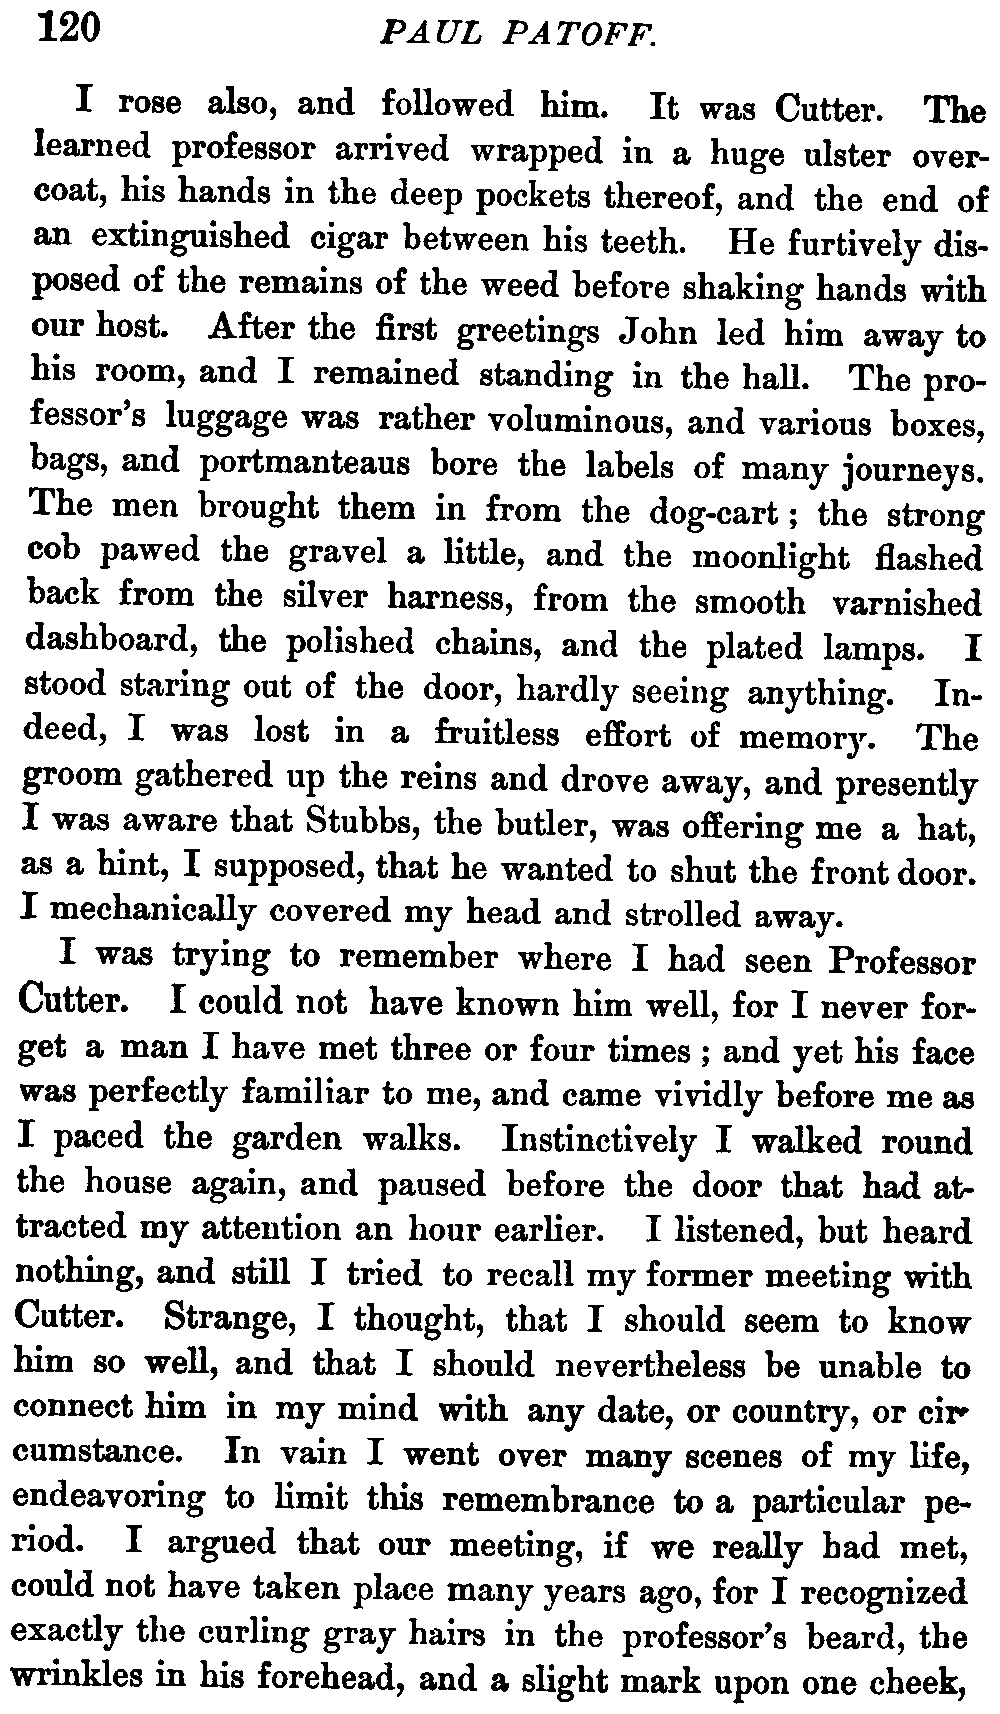 120 PAUL PATOFF.
I rose also, and followed him. It was Cutter. The
learned professor arrived wrapped in a huge ulster over-
coat, his hands in the deep pockets thereof, and the end of
an extinguished cigar between his teeth. He furtively dis-
posed of the remains of the weed before shaking hands with
our host. After the first greetings John led him away to
his room, and I remained standing in the hall. The pro-
fessor's luggage was rather voluminous, and various boxes,
bags, and portmanteaus bore the labels of many journeys.
The men brought them in from the dog-cart; the strong
cob pawed the gravel a little, and the moonlight flashed
back from the silver harness, from the smooth varnished
dashboard, the polished chains, and the plated lamps. I
stood staring out of the door, hardly seeing anything. In-
deed, I was lost in a fruitless effort of memory. The
groom gathered up the reins and drove away, and presently
I was aware that Stubbs, the butler, was offering me a hat,
as a hint, I supposed, that he wanted to shut the front door.
I mechanically covered my head and strolled away.
I was trying to remember where I had seen Professor
Cutter. I could not have known him well, for I never for-
get a man I have met three or four times; and yet his face
was perfectly familiar to me, and came vividly before me as
I paced the garden walks. Instinctively I walked round
the house again, and paused before the door that had at-
tracted my attention an hour earlier. I listened, but heard
nothing, and still I tried to recall my former meeting with
Cutter. Strange, I thought, that I should seem to know
him so well, and that I should nevertheless be unable to
connect him in my mind with any date, or country, or cir-
cumstance. In vain I went over many scenes of my life,
endeavoring to limit this remembrance to a particular pe-
riod. I argued that our meeting, if we really had met,
could not have taken place many years ago, for I recognized
exactly the curling gray hairs in the professor's beard, the
wrinkles in his forehead, and a slight mark upon one cheek,